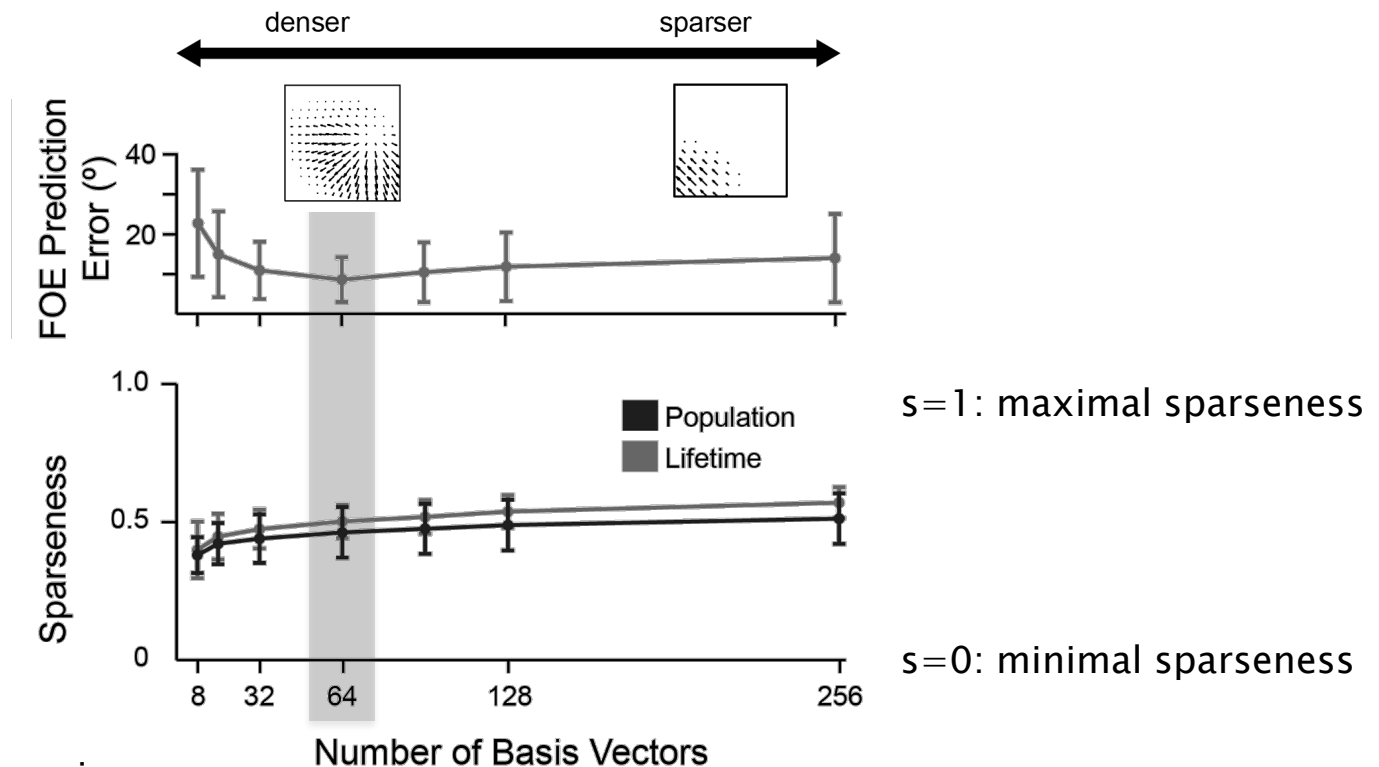 denser sparser
FOE Prediction
Error (º)
40
20
1.0
0.5
0
Sparseness
Population
Lifetime
s=1: maximal sparseness
s=0: minimal sparseness
8 32 64 128 256
Number of Basis Vectors
.